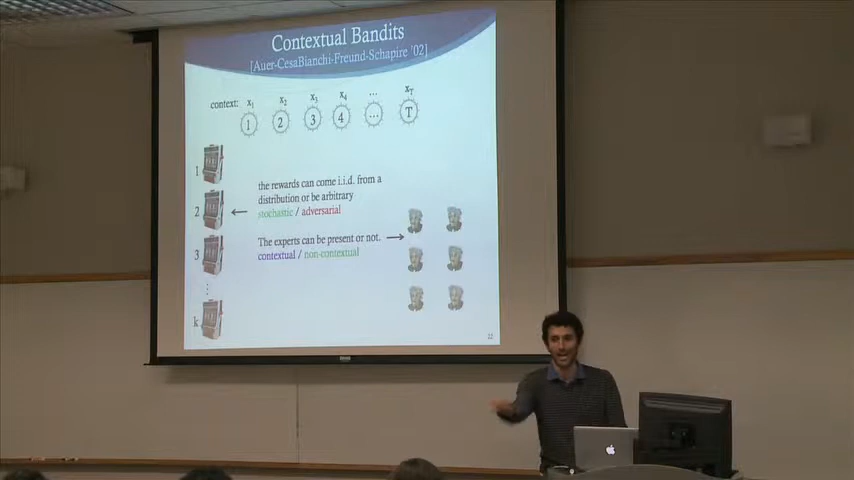 Contextual Bandits
[Auer-CesaBianchi-Freund-Schapire '02]
context: x1 x2 x3 x4 ... xT
1 2 3 4 ... T
1
the rewards can come i.i.d. from a
distribution or be arbitrary
2
stochastic / adversarial
The experts can be present or not.
3
contextual / non-contextual
k
22